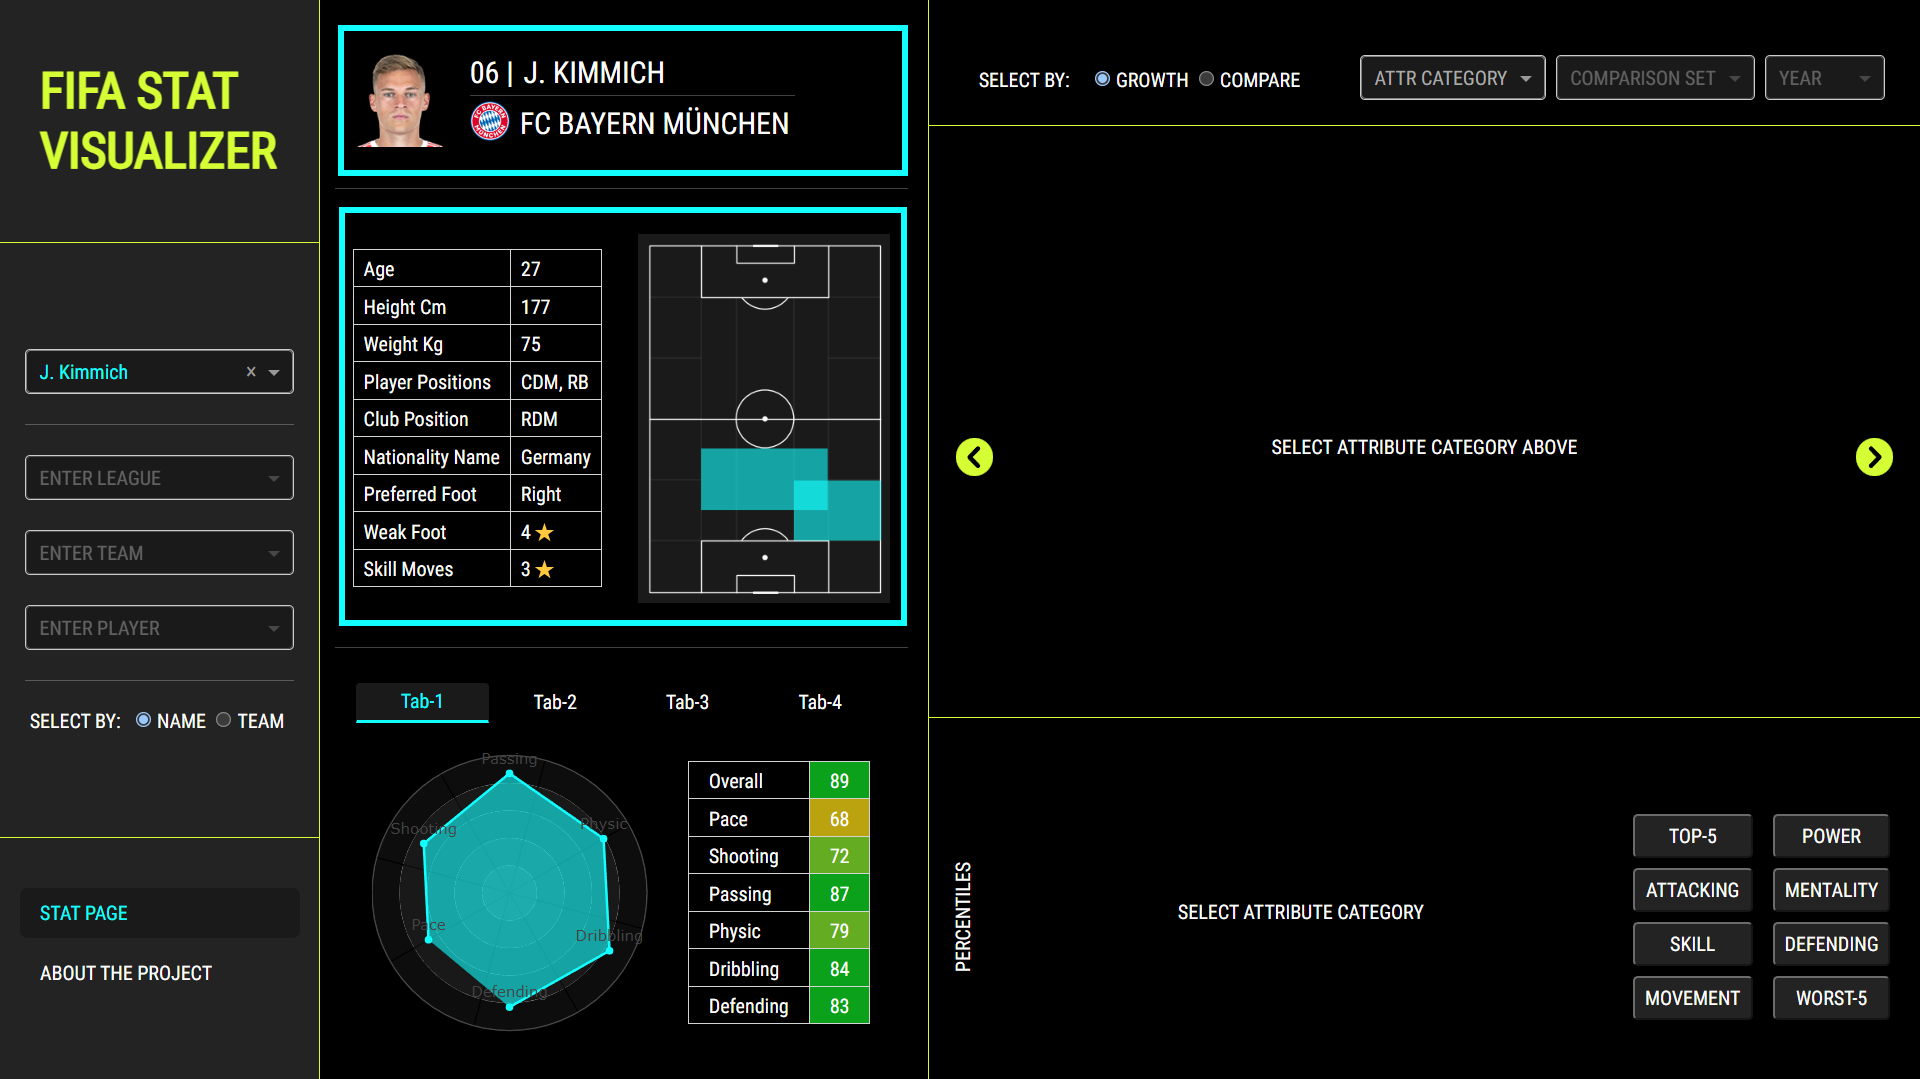 FIFA STAT
VISUALIZER
J. Kimmich ×
ENTER LEAGUE
ENTER TEAM
ENTER PLAYER
SELECT BY: NAME TEAM
STAT PAGE
ABOUT THE PROJECT
06 | J. KIMMICH
FC BAYERN MÜNCHEN
FC BAYERN MÜNCHEN
Age 27
Height Cm 177
Weight Kg 75
Player Positions CDM, RB
Club Position RDM
Nationality Name Germany
Preferred Foot Right
Weak Foot 4 ★
Skill Moves 3 ★
Tab-1 Tab-2 Tab-3 Tab-4
Passing
Physic
Shooting
Pace
Dribbling
Defending
Overall 89
Pace 68
Shooting 72
Passing 87
Physic 79
Dribbling 84
Defending 83
SELECT BY: GROWTH COMPARE
ATTR CATEGORY COMPARISON SET YEAR
SELECT ATTRIBUTE CATEGORY ABOVE
PERCENTILES
SELECT ATTRIBUTE CATEGORY
TOP-5 POWER
ATTACKING MENTALITY
SKILL DEFENDING
MOVEMENT WORST-5